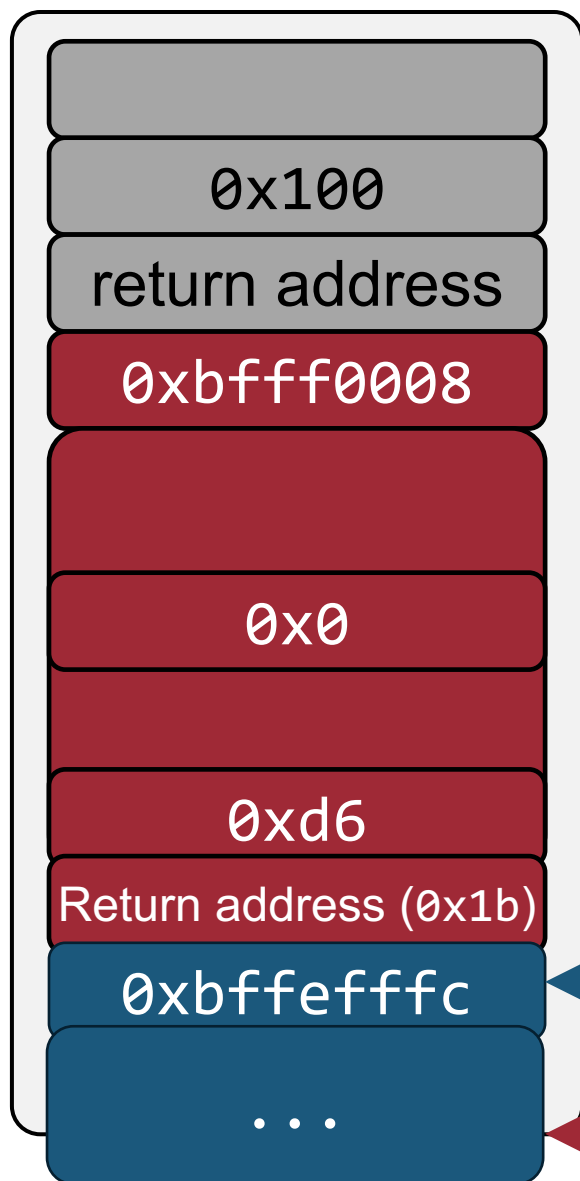 0x100
return address
0xbfff0008
0x0
0xd6
Return address (0x1b)
0xbffefffc
...